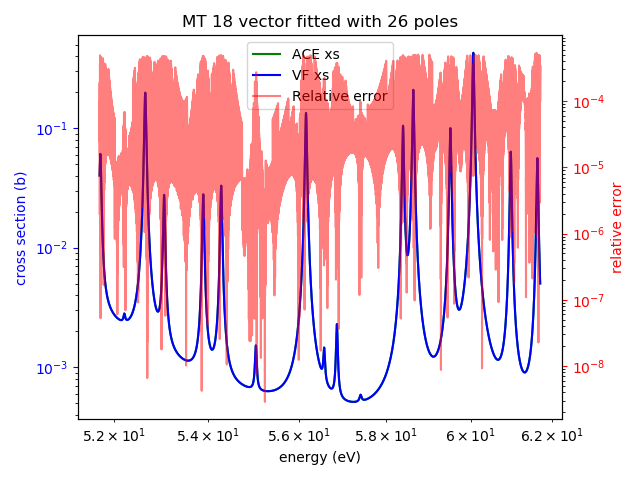 MT 18 vector fitted with 26 poles
ACE xs
VF xs
Relative error
10⁻¹
10⁻²
10⁻³
cross section (b)
10⁻⁴
10⁻⁵
10⁻⁶
10⁻⁷
10⁻⁸
relative error
5.2 × 10¹ 5.4 × 10¹ 5.6 × 10¹ 5.8 × 10¹ 6 × 10¹ 6.2 × 10¹
energy (eV)